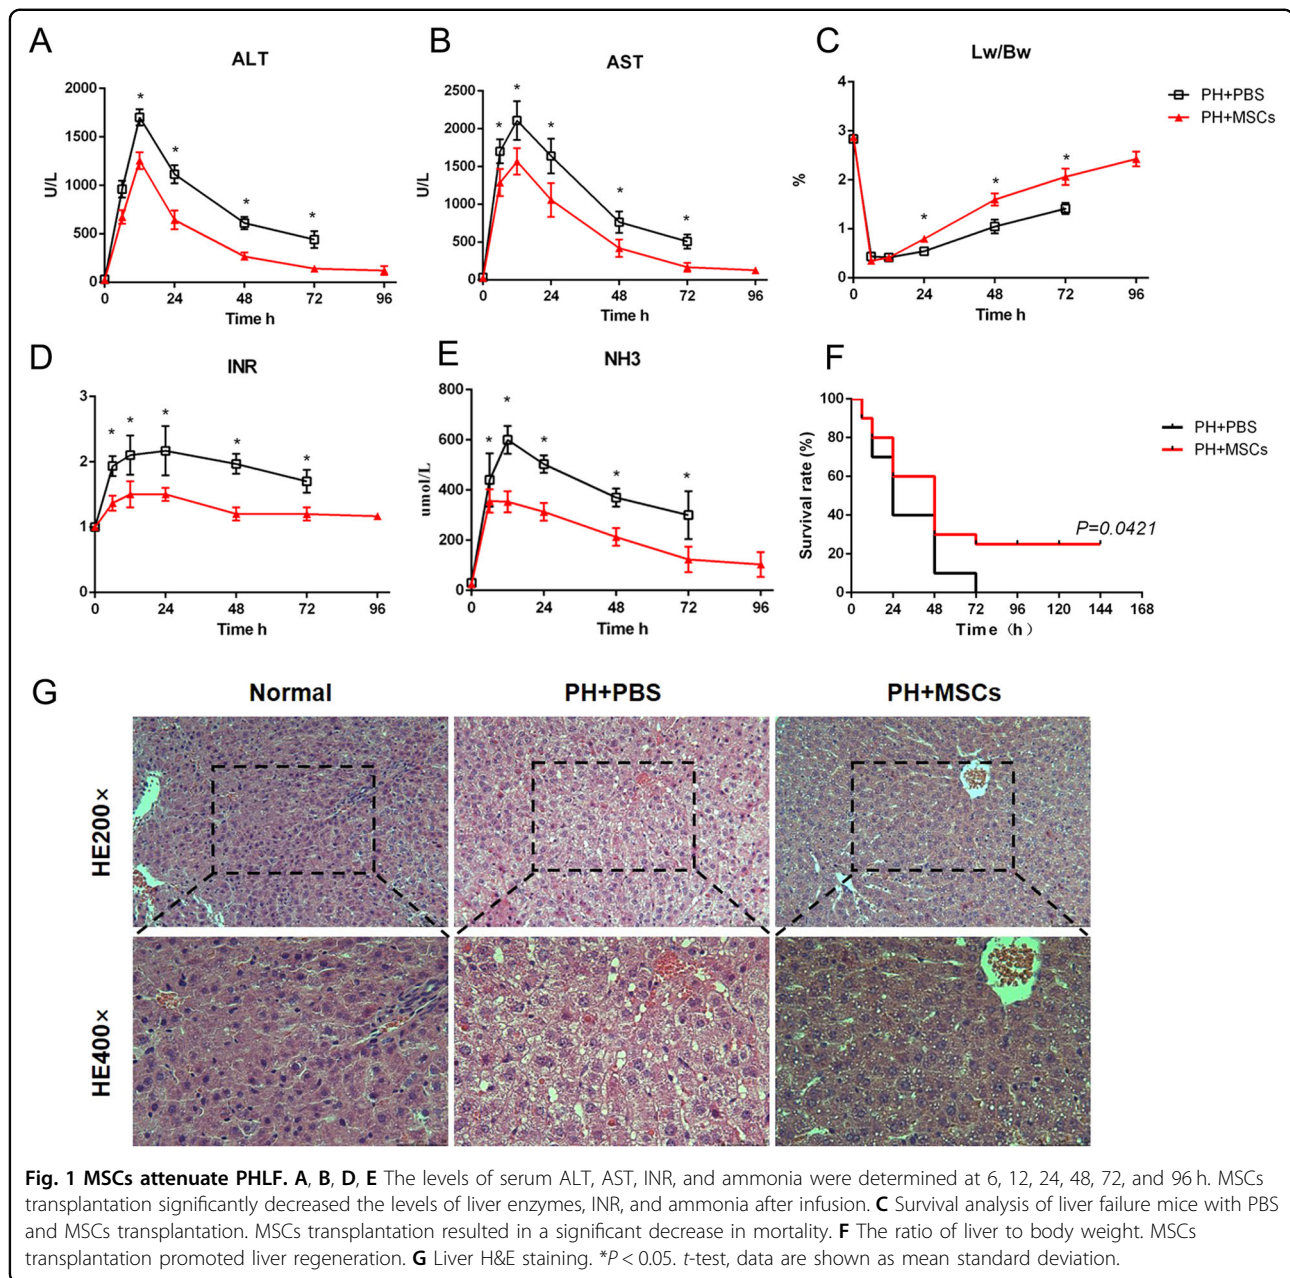 A
ALT
U/L
2000
1500
1000
500
0
*
*
*
*
0 24 48 72 96
Time h
B
AST
U/L
2500
2000
1500
1000
500
0
*
*
*
*
*
0 24 48 72 96
Time h
C
Lw/Bw
%
4
3
2
1
0
*
*
*
0 24 48 72 96
Time h
PH+PBS
PH+MSCs
D
INR
3
2
1
0
*
*
*
*
*
0 24 48 72 96
Time h
E
NH3
umol/L
800
600
400
200
0
*
*
*
*
*
0 24 48 72 96
Time h
F
Survival rate (%)
100
80
60
40
20
0
P=0.0421
0 24 48 72 96 120 144 168
Time (h)
PH+PBS
PH+MSCs
G
Normal PH+PBS PH+MSCs
HE200×
HE400×
Fig. 1 MSCs attenuate PHLF. A, B, D, E The levels of serum ALT, AST, INR, and ammonia were determined at 6, 12, 24, 48, 72, and 96 h. MSCs
transplantation significantly decreased the levels of liver enzymes, INR, and ammonia after infusion. C Survival analysis of liver failure mice with PBS
and MSCs transplantation. MSCs transplantation resulted in a significant decrease in mortality. F The ratio of liver to body weight. MSCs
transplantation promoted liver regeneration. G Liver H&E staining. *P < 0.05. t-test, data are shown as mean standard deviation.